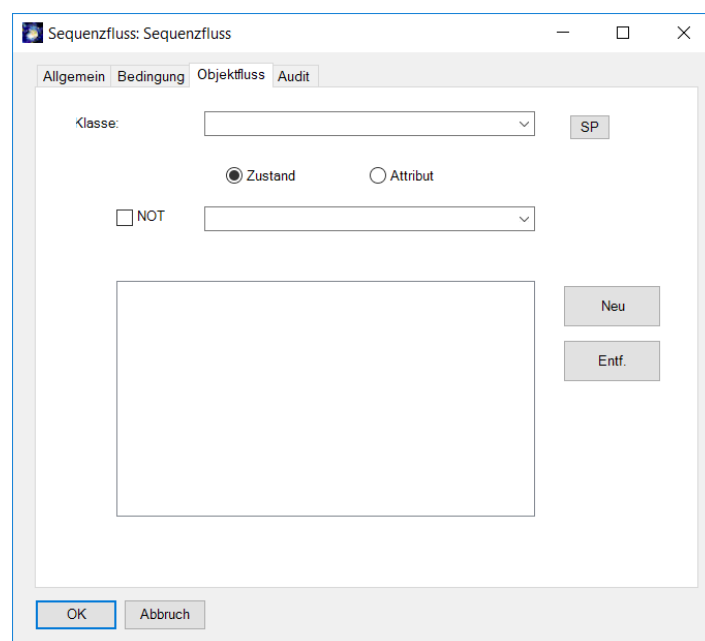 Sequenzfluss: Sequenzfluss
Allgemein Bedingung Objektfluss Audit
Klasse:
SP
Zustand Attribut
NOT
Neu
Entf.
OK Abbruch